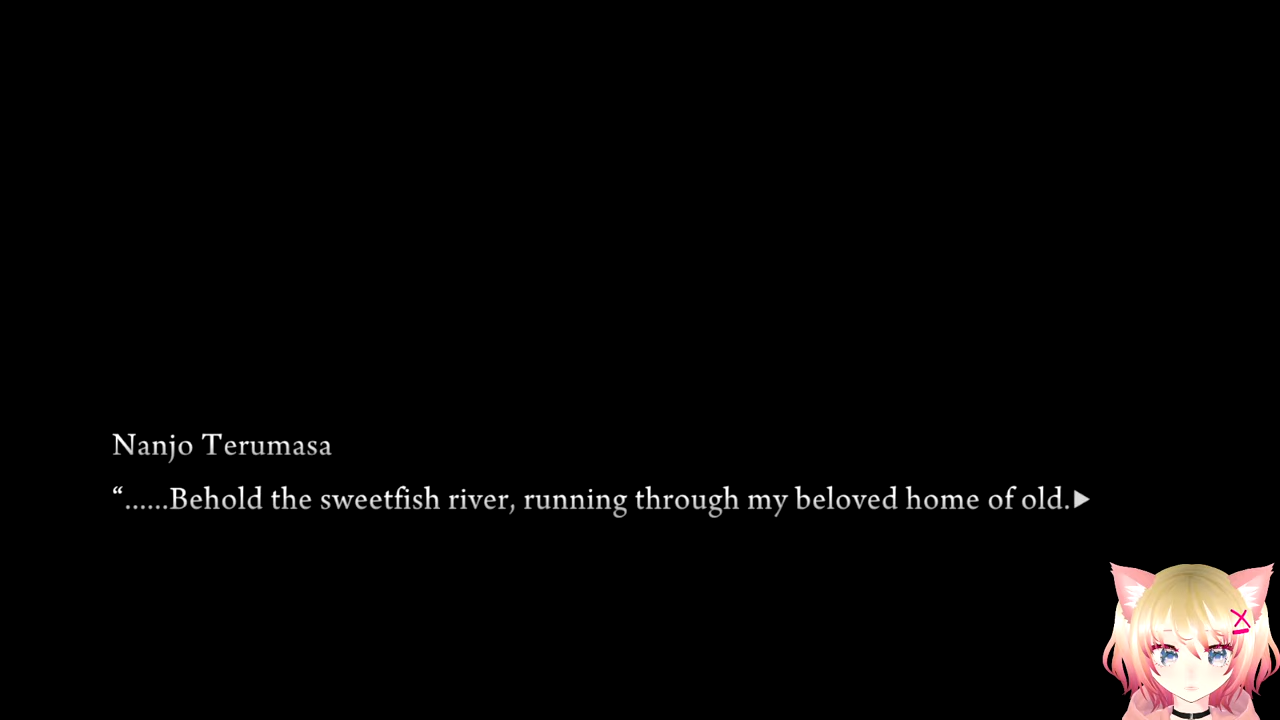 Nanjo Terumasa
“......Behold the sweetfish river, running through my beloved home of old.